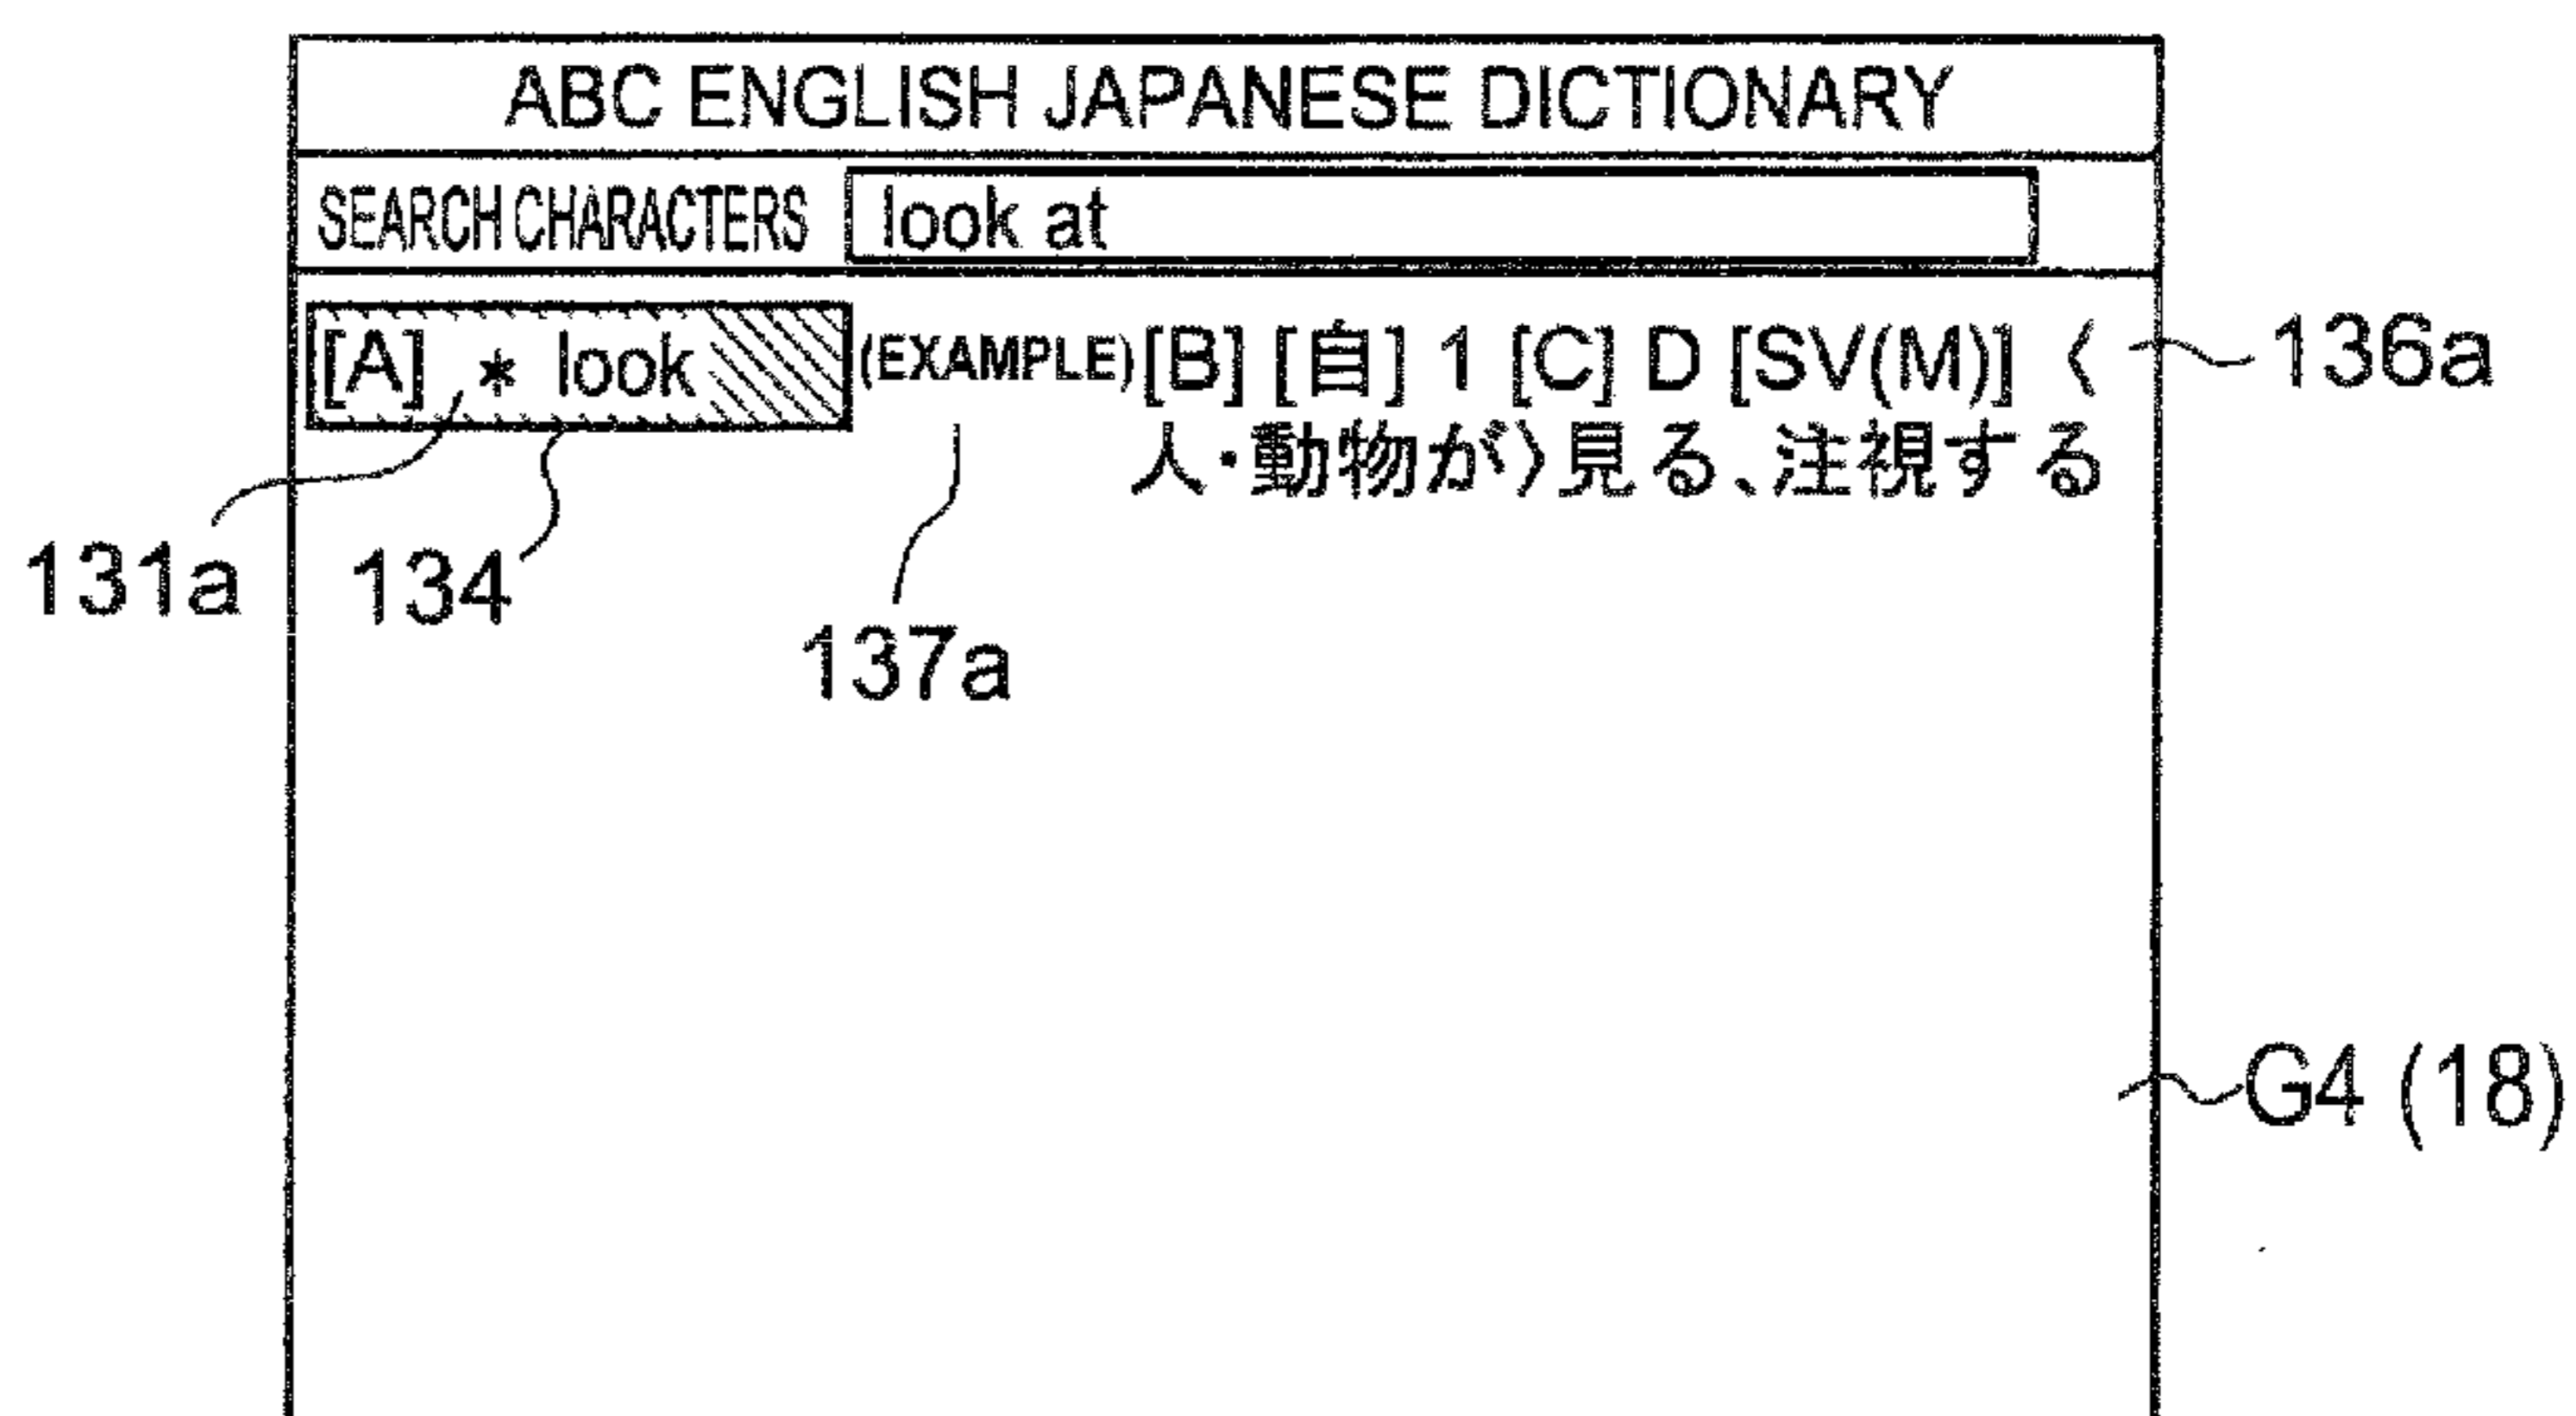 ABC ENGLISH JAPANESE DICTIONARY
SEARCH CHARACTERS look at
[A] * look (EXAMPLE) [B] [自] 1 [C] D [SV(M)] 〈 136a
人・動物が〉見る、注視する
131a 134
137a
G4 (18)